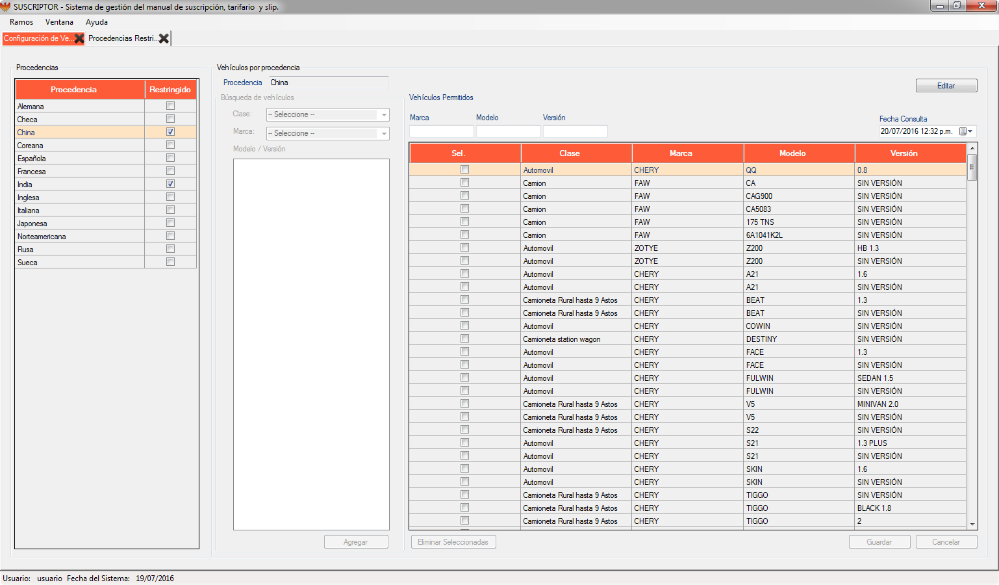 SUSCRIPTOR - Sistema de gestión del manual de suscripción, tarifario y slip.
Ramos Ventana Ayuda
Configuración de Ve... Procedencias Restri...
Procedencias
Procedencia Restringido
Alemana
Checa
China
Coreana
Española
Francesa
India
Inglesa
Italiana
Japonesa
Norteamericana
Rusa
Sueca
Vehículos por procedencia
Procedencia China
Búsqueda de vehículos
Clase: -- Seleccione --
Marca: -- Seleccione --
Modelo / Versión
Agregar
Vehículos Permitidos
Editar
Marca Modelo Versión
Fecha Consulta
20/07/2016 12:32 p.m.
Sel. Clase Marca Modelo Versión
Automovil CHERY QQ 0.8
Camion FAW CA SIN VERSIÓN
Camion FAW CAG900 SIN VERSIÓN
Camion FAW CA5083 SIN VERSIÓN
Camion FAW 175 TNS SIN VERSIÓN
Camion FAW 6A1041K2L SIN VERSIÓN
Automovil ZOTYE Z200 HB 1.3
Automovil ZOTYE Z200 SIN VERSIÓN
Automovil CHERY A21 1.6
Automovil CHERY A21 SIN VERSIÓN
Camioneta Rural hasta 9 Astos CHERY BEAT 1.3
Camioneta Rural hasta 9 Astos CHERY BEAT SIN VERSIÓN
Automovil CHERY COWIN SIN VERSIÓN
Camioneta station wagon CHERY DESTINY SIN VERSIÓN
Automovil CHERY FACE 1.3
Automovil CHERY FACE SIN VERSIÓN
Automovil CHERY FULWIN SEDAN 1.5
Automovil CHERY FULWIN SIN VERSIÓN
Camioneta Rural hasta 9 Astos CHERY V5 MINIVAN 2.0
Camioneta Rural hasta 9 Astos CHERY V5 SIN VERSIÓN
Camioneta Rural hasta 9 Astos CHERY S22 SIN VERSIÓN
Automovil CHERY S21 1.3 PLUS
Automovil CHERY S21 SIN VERSIÓN
Automovil CHERY SKIN 1.6
Automovil CHERY SKIN SIN VERSIÓN
Camioneta Rural hasta 9 Astos CHERY TIGGO SIN VERSIÓN
Camioneta Rural hasta 9 Astos CHERY TIGGO BLACK 1.8
Camioneta Rural hasta 9 Astos CHERY TIGGO 2
Eliminar Seleccionadas Guardar Cancelar
Usuario: usuario Fecha del Sistema: 19/07/2016